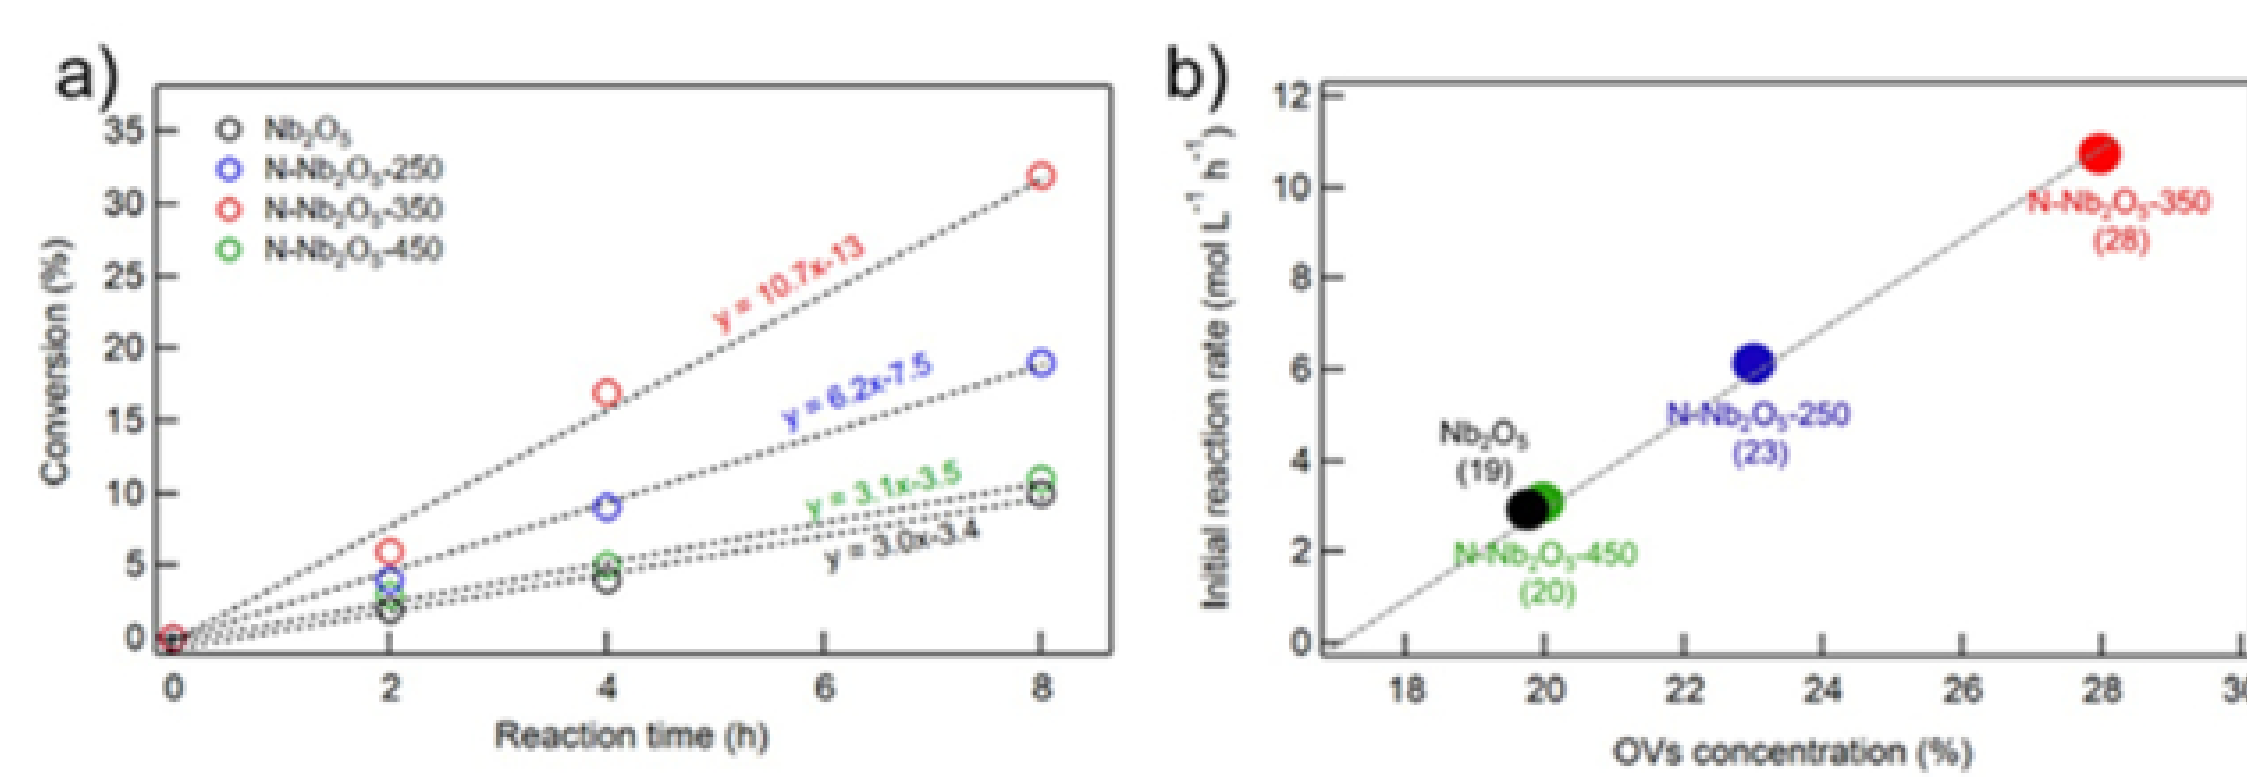 a)
Conversion (%)
35
30
25
20
15
10
5
0
Nb₂O₅
N-Nb₂O₅-250
N-Nb₂O₅-350
N-Nb₂O₅-450
y = 10.7x-13
y = 6.2x-7.5
y = 3.1x-3.5
y = 3.0x-3.4
0 2 4 6 8
Reaction time (h)
b)
Initial reaction rate (mol L⁻¹ h⁻¹)
12
10
8
6
4
2
0
N-Nb₂O₅-350
(28)
N-Nb₂O₅-250
(23)
Nb₂O₅
(19)
N-Nb₂O₅-450
(20)
18 20 22 24 26 28
OVs concentration (%)